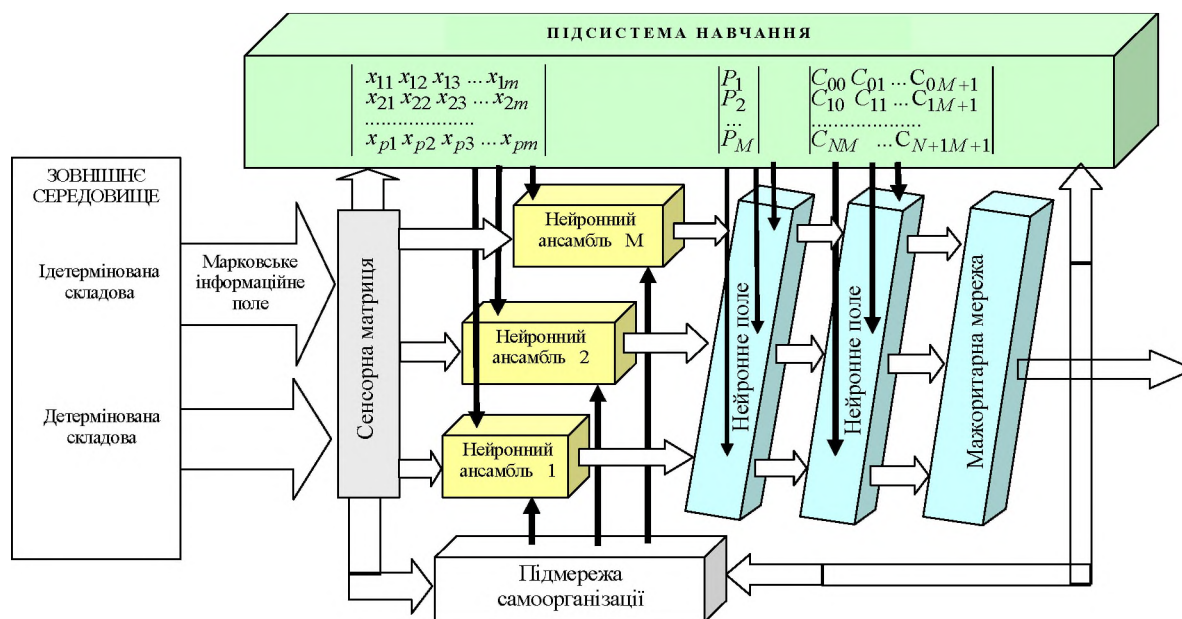 ПІДСИСТЕМА НАВЧАННЯ
x11 x12 x13 ... x1m
x21 x22 x23 ... x2m
.....................
xp1 xp2 xp3 ... xpm
P1
P2
...
PM
C00 C01 ... C0M+1
C10 C11 ... C1M+1
.....................
CNM ... CN+1M+1
ЗОВНІШНЄ
СЕРЕДОВИЩЕ
Ідетермінована
складова
Детермінована
складова
Марковське
інформаційне
поле
Сенсорна матриця
Нейронний
ансамбль M
Нейронний
ансамбль 2
Нейронний
ансамбль 1
Нейронне поле
Нейронне поле
Мажоритарна мережа
Підмережа
самоорганізації